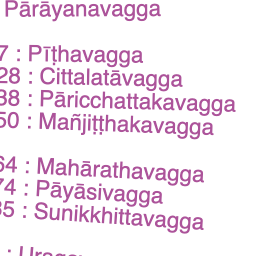 Pārāyanavagga
7 : Pīṭhavagga
28 : Cittalatāvagga
38 : Pāricchattakavagga
50 : Mañjiṭṭhakavagga
64 : Mahārathavagga
74 : Pāyāsivagga
85 : Sunikkhittavagga